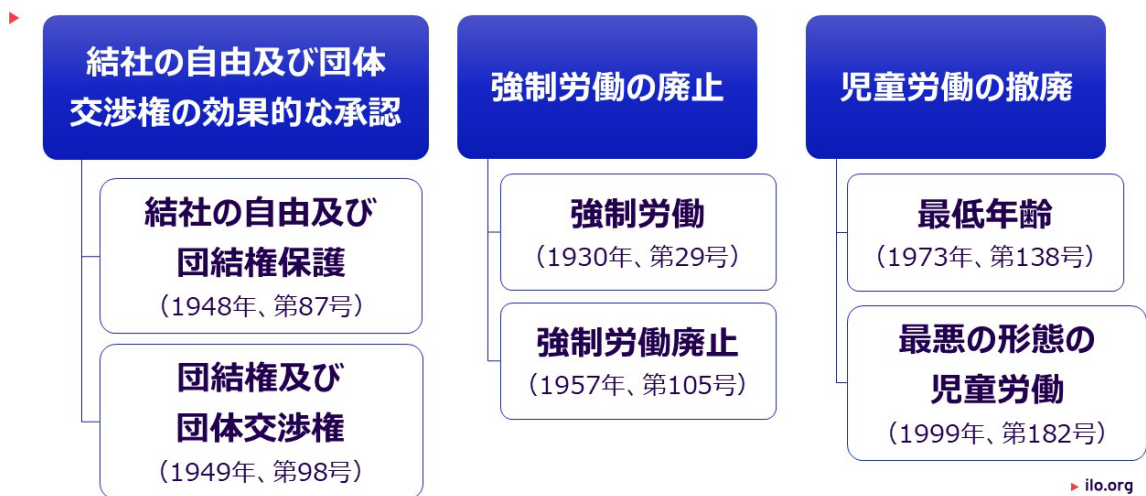 結社の自由及び団体
交渉権の効果的な承認
結社の自由及び
団結権保護
（1948年、第87号）
団結権及び
団体交渉権
（1949年、第98号）
強制労働の廃止
強制労働
（1930年、第29号）
強制労働廃止
（1957年、第105号）
児童労働の撤廃
最低年齢
（1973年、第138号）
最悪の形態の
児童労働
（1999年、第182号）
ilo.org